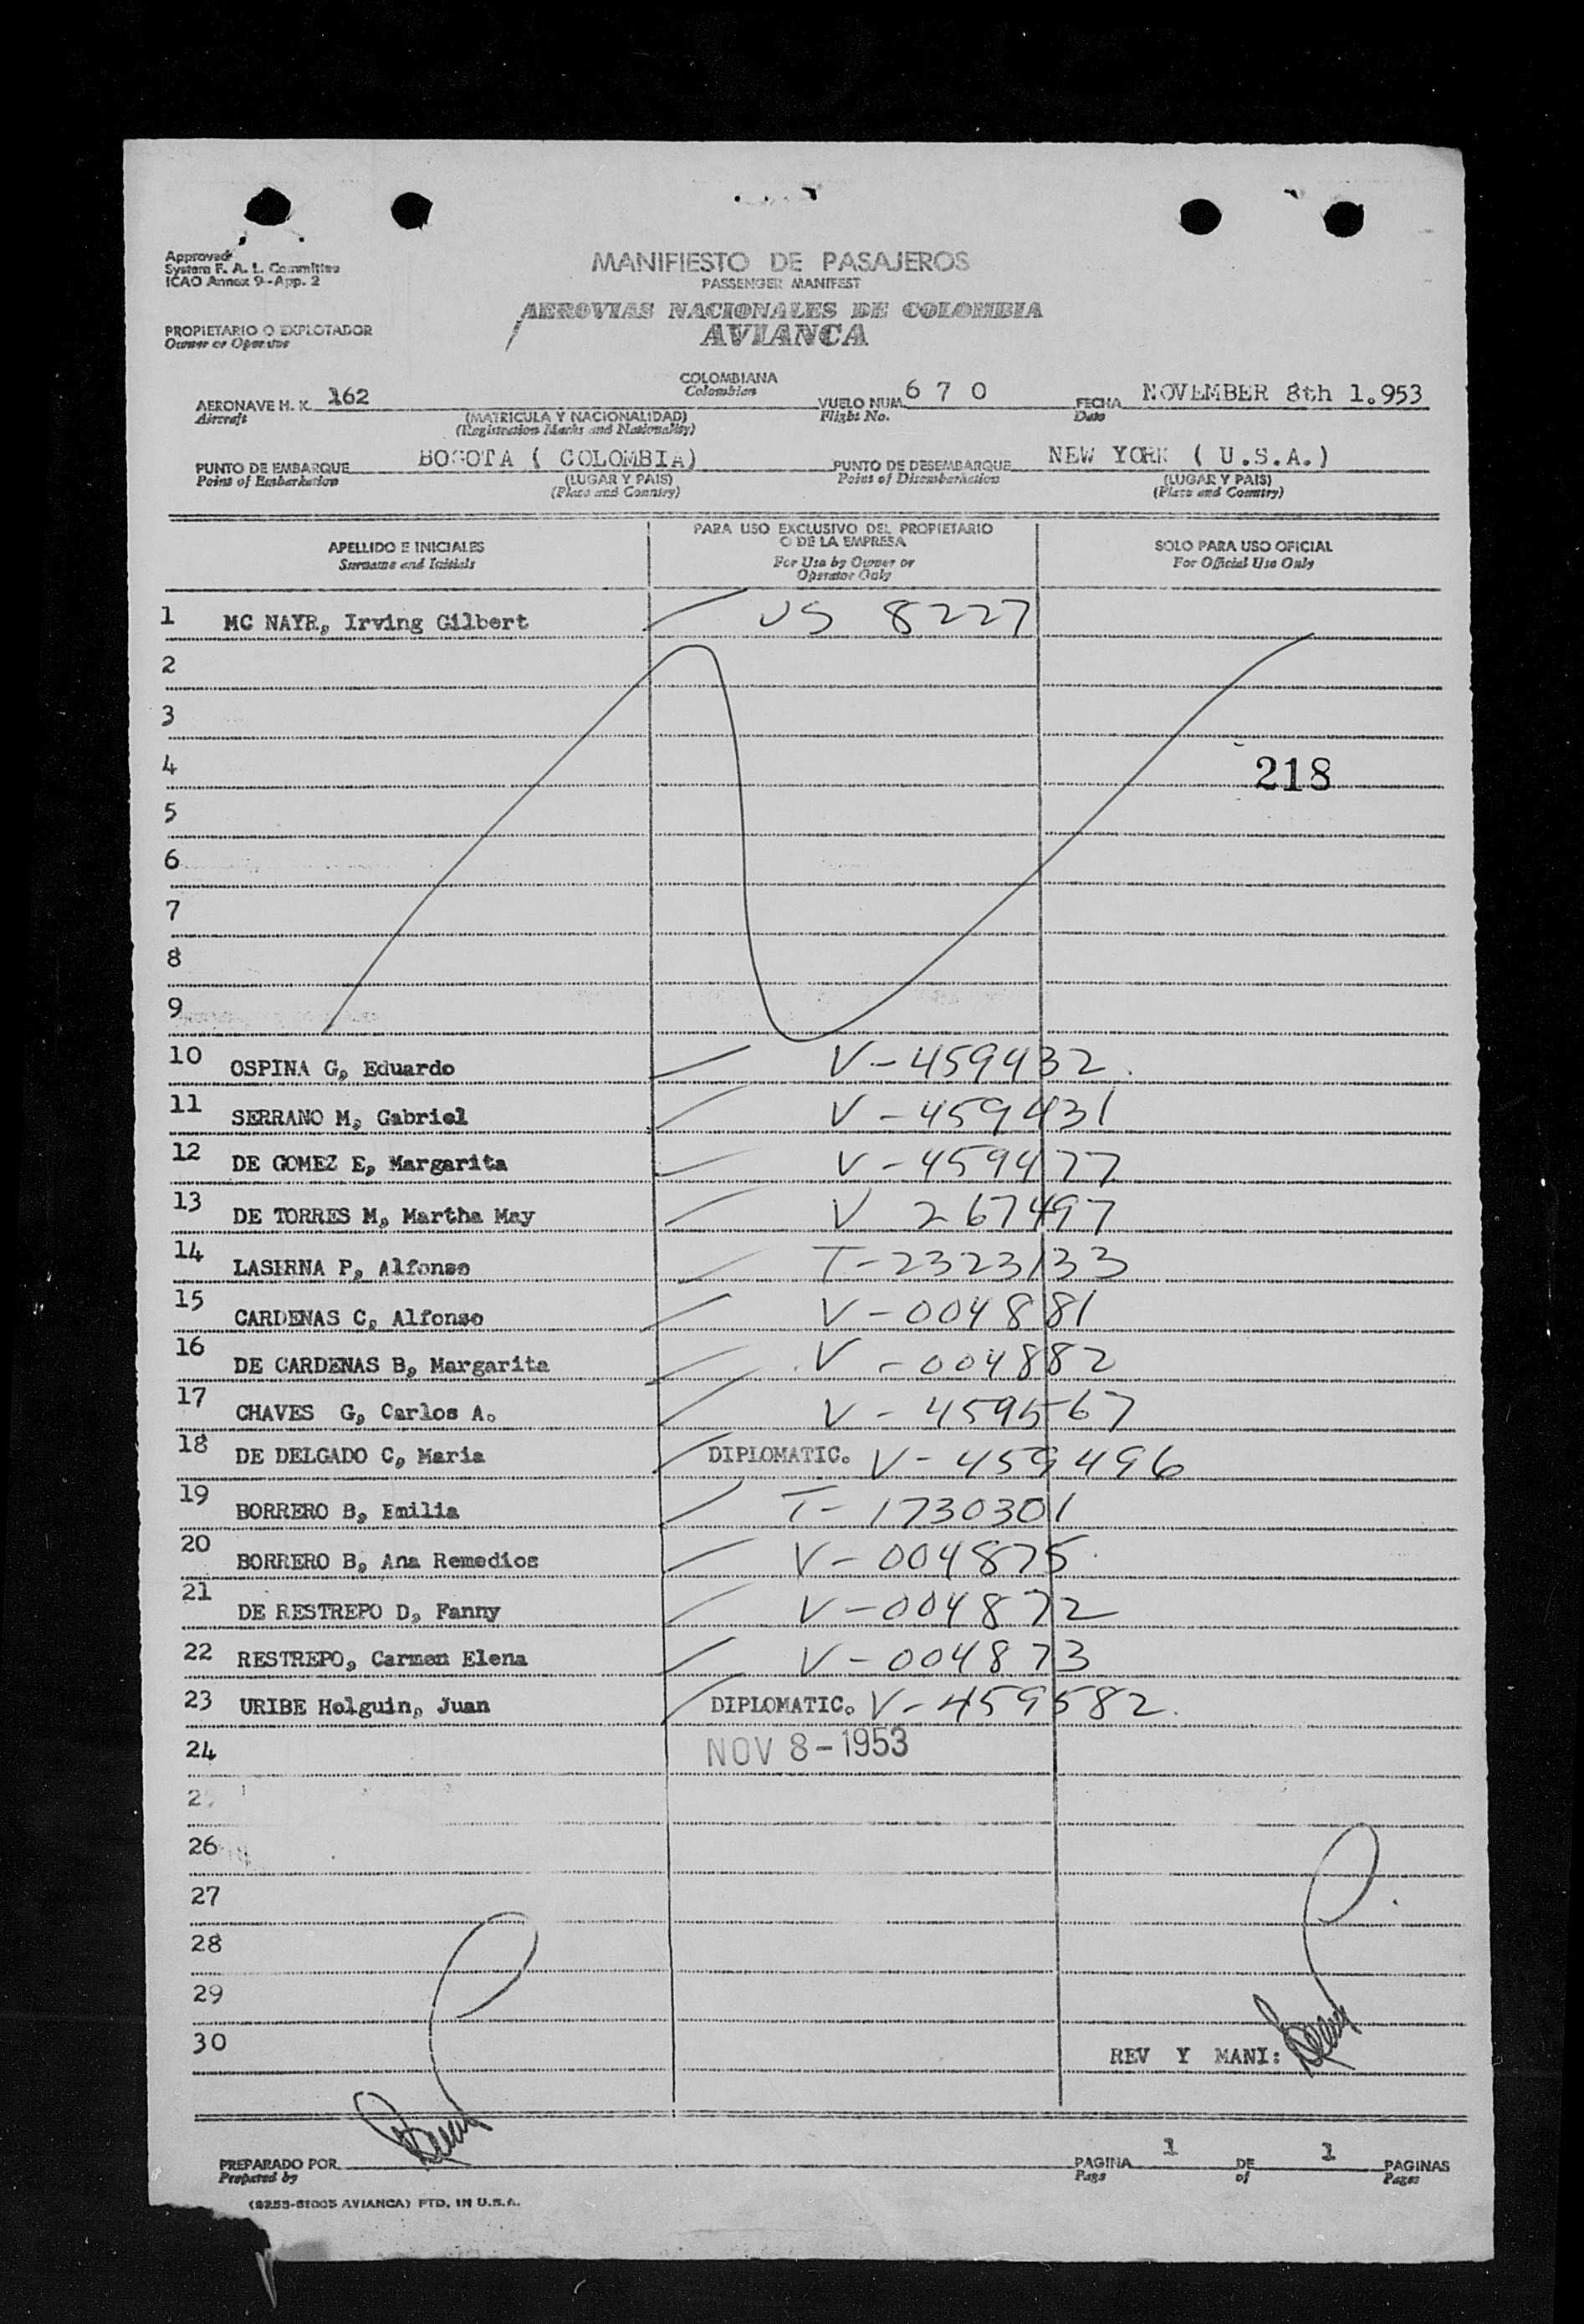 Approved
System F. A. L. Committee
ICAO Annex 9-App. 2
MANIFIESTO DE PASAJEROS
PASSENGER MANIFEST
AEROVIAS NACIONALES DE COLOMBIA
AVIANCA
PROPIETARIO O EXPLOTADOR
Owner or Operator
AERONAVE H. K. 162 COLOMBIANA VUELO NUM. 6 7 0 FECHA NOVEMBER 8th 1.953
Aircraft Colombian Flight No. Date
(MATRICULA Y NACIONALIDAD)
(Registration Marks and Nationality)
PUNTO DE EMBARQUE BOGOTA ( COLOMBIA) PUNTO DE DESEMBARQUE NEW YORK ( U.S.A.)
Point of Embarkation (LUGAR Y PAIS) Point of Disembarkation (LUGAR Y PAIS)
(Place and Country) (Place and Country)
APELLIDO E INICIALES
Surname and Initials
PARA USO EXCLUSIVO DEL PROPIETARIO
O DE LA EMPRESA
For Use by Owner or
Operator Only
SOLO PARA USO OFICIAL
For Official Use Only
1 MC NAYR, Irving Gilbert US 8227
2
3
4 218
5
6
7
8
9
10 OSPINA G, Eduardo V-459432
11 SERRANO M, Gabriel V-459431
12 DE GOMEZ E, Margarita V-459477
13 DE TORRES M, Martha May V 267497
14 LASERNA P, Alfonso T-2323133
15 CARDENAS C, Alfonso V-004881
16 DE CARDENAS B, Margarita V-004882
17 CHAVES G, Carlos A. V-459567
18 DE DELGADO C, Maria DIPLOMATIC. V-459496
19 BORRERO B, Emilia T-1730301
20 BORRERO B, Ana Remedios V-004875
21 DE RESTREPO D, Fanny V-004872
22 RESTREPO, Carmen Elena V-004873
23 URIBE Holguin, Juan DIPLOMATIC. V-459582
24 NOV 8-1953
26
27
28
29
30 REV Y MANI:
PREPARADO POR PAGINA 1 DE 1 PAGINAS
Prepared by Page of Pages
AVIANCA) PTD. IN U.S.A.